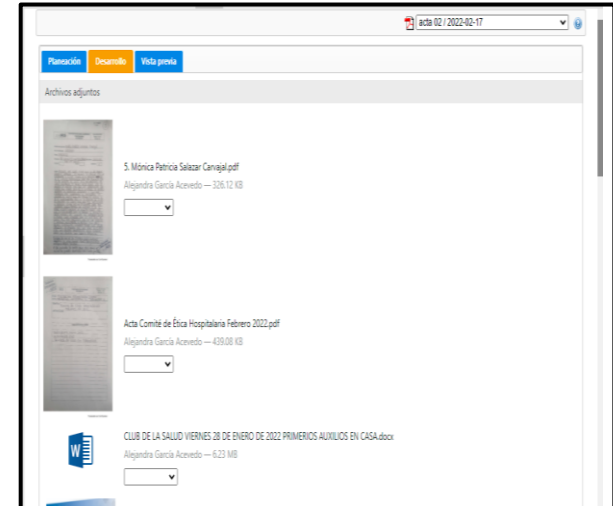 acta 02 / 2022-02-17
Planeación Desarrollo Vista previa
Archivos adjuntos
5. Mónica Patricia Salazar Carvajal.pdf
Alejandra García Acevedo — 326.12 KB
Acta Comité de Ética Hospitalaria Febrero 2022.pdf
Alejandra García Acevedo — 439.08 KB
CLUB DE LA SALUD VIERNES 28 DE ENERO DE 2022 PRIMERIOS AUXILIOS EN CASA.docx
Alejandra García Acevedo — 6.23 MB